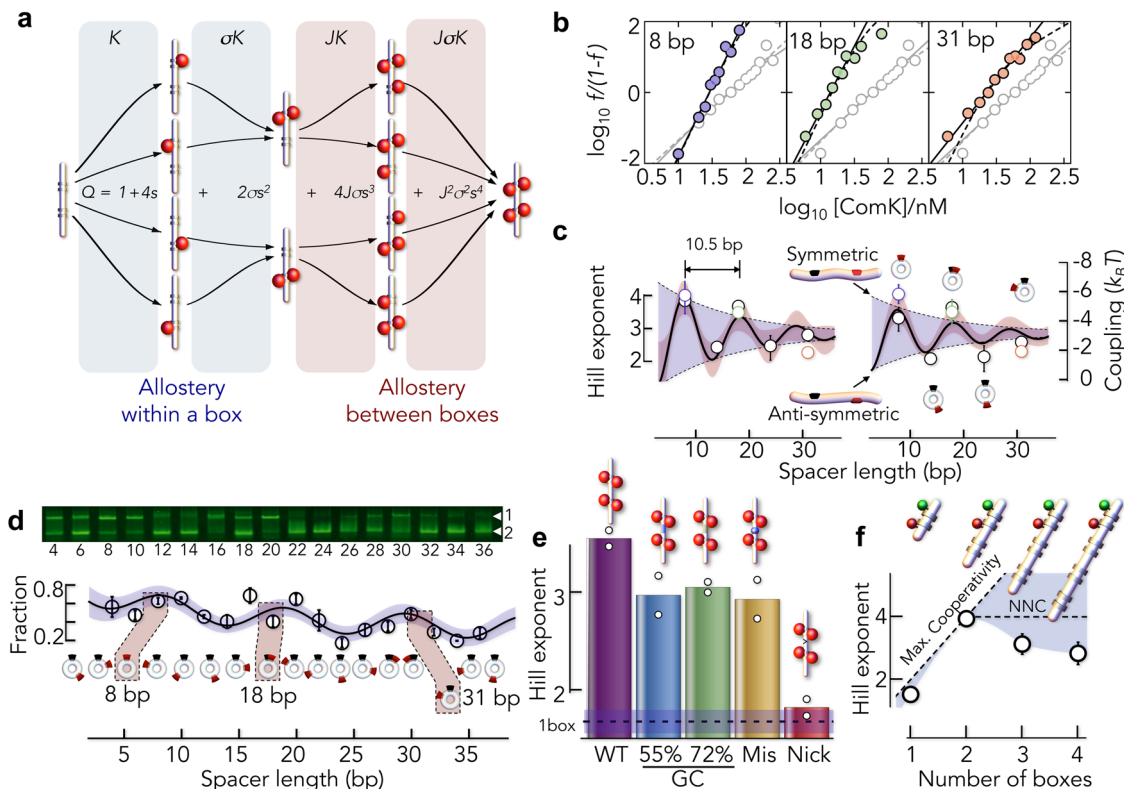 a
K
σK
JK
JσK
Q = 1+4s + 2σs² + 4Jσs³ + J²σ²s⁴
Allostery
within a box
Allostery
between boxes
b
8 bp
18 bp
31 bp
log₁₀ f/(1-f)
2
0
-2
0.5 1 1.5 2 2.5 1 1.5 2 2.5 1 1.5 2 2.5
log₁₀ [ComK]/nM
c
10.5 bp
Symmetric
Anti-symmetric
Hill exponent
4
3
2
-8
-6
-4
-2
0
Coupling (kBT)
10 20 30
10 20 30
Spacer length (bp)
d
1
2
4 6 8 10 12 14 16 18 20 22 24 26 28 30 32 34 36
Fraction
0.8
0.2
8 bp
18 bp
31 bp
5 10 15 20 25 30 35
Spacer length (bp)
e
Hill exponent
3
2
1box
WT 55% 72% Mis Nick
GC
f
Max. Cooperativity
NNC
Hill exponent
4
2
1 2 3 4
Number of boxes